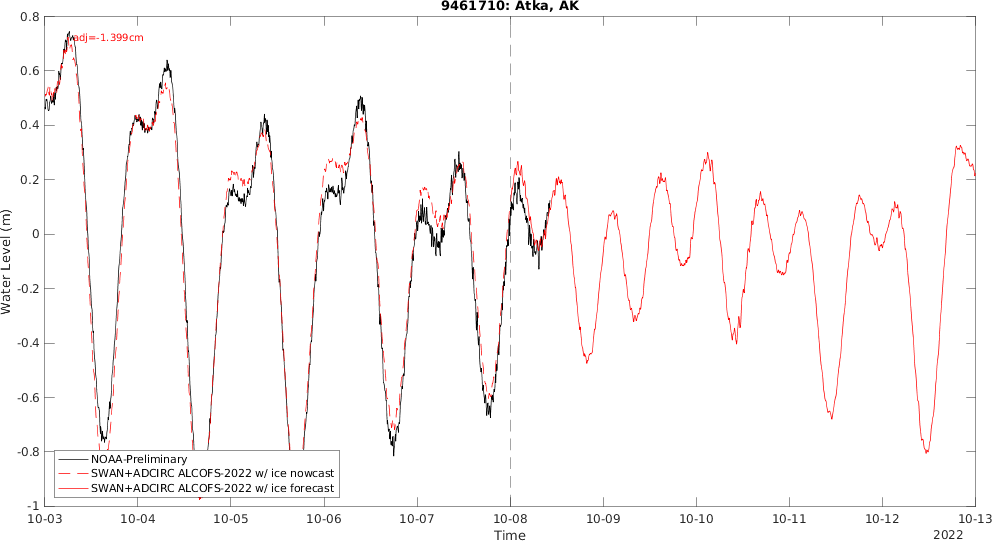 9461710: Atka, AK
adj=-1.399cm
Water Level (m)
0.8
0.6
0.4
0.2
0
-0.2
-0.4
-0.6
-0.8
-1
NOAA-Preliminary
SWAN+ADCIRC ALCOFS-2022 w/ ice nowcast
SWAN+ADCIRC ALCOFS-2022 w/ ice forecast
10-03 10-04 10-05 10-06 10-07 10-08 10-09 10-10 10-11 10-12 10-13
Time
2022